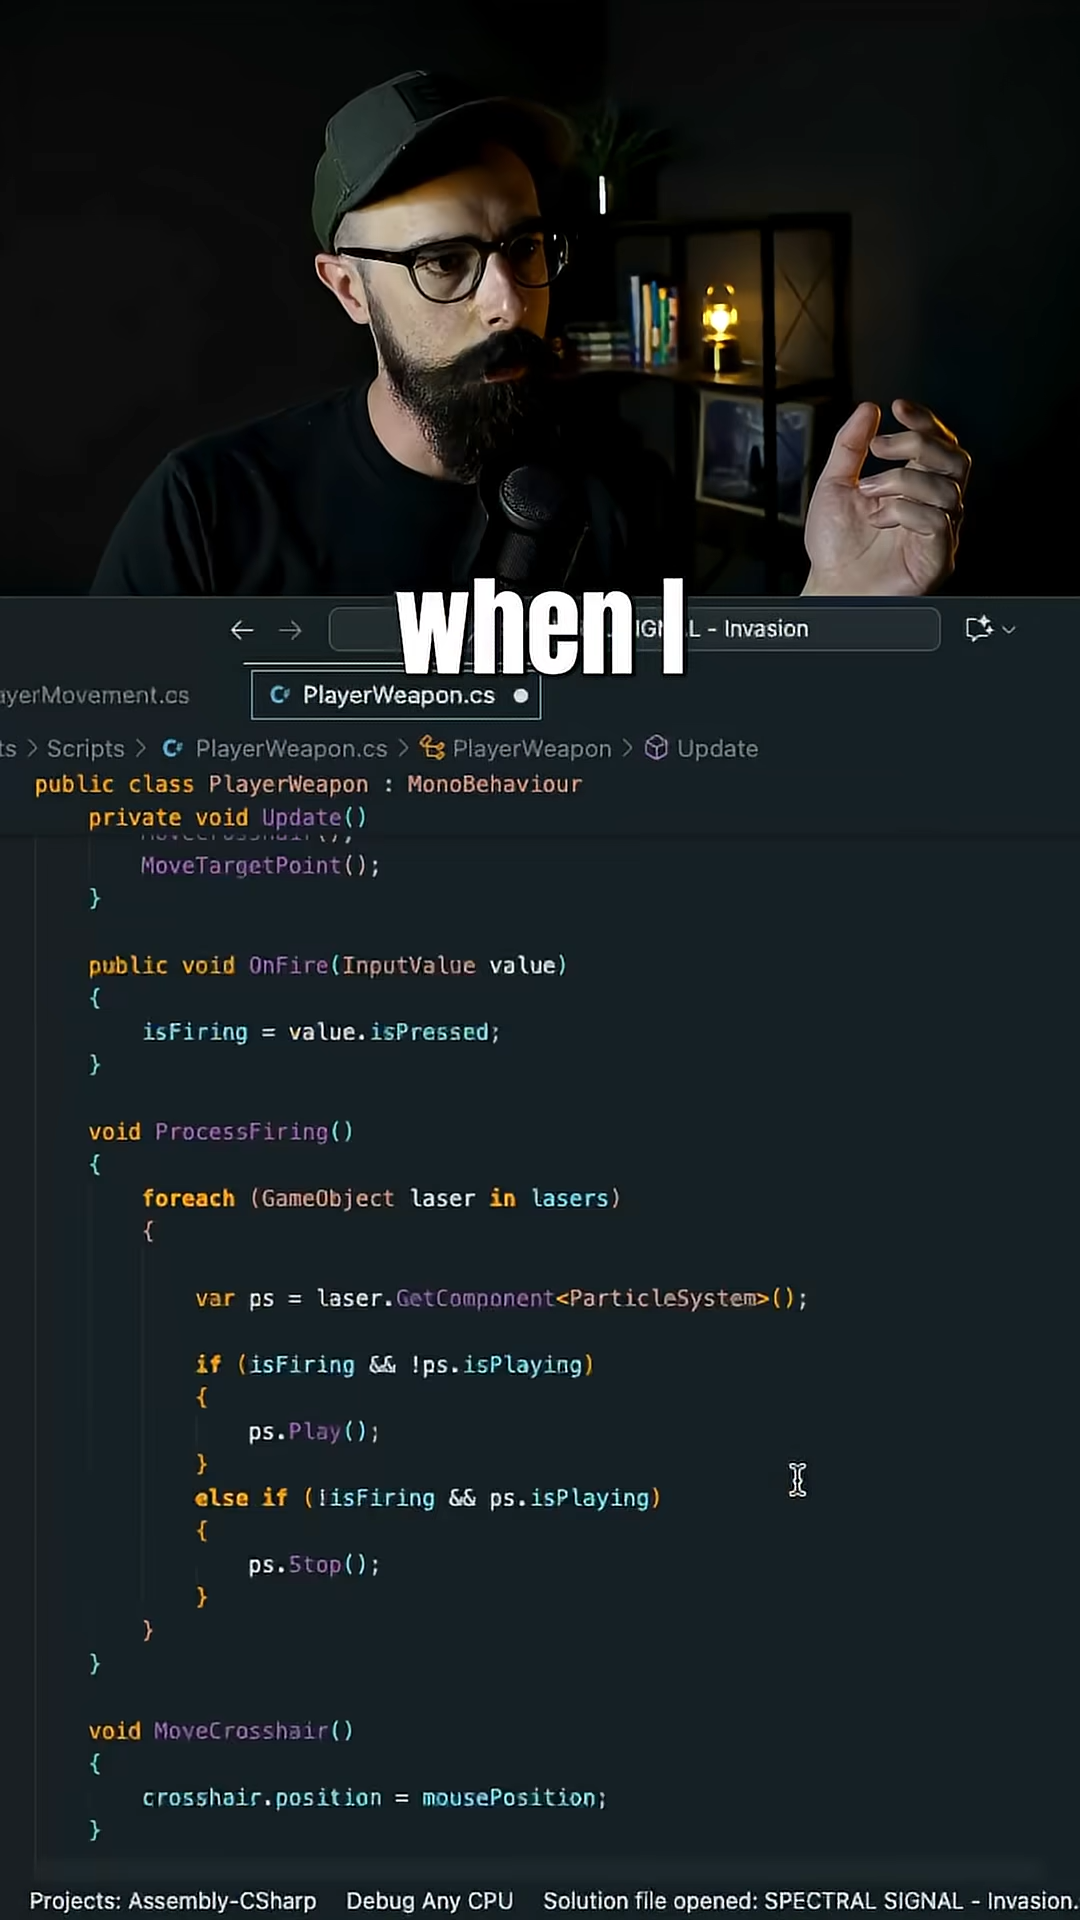 when I
- Invasion
ayerMovement.cs
PlayerWeapon.cs
ts > Scripts > PlayerWeapon.cs > PlayerWeapon > Update
public class PlayerWeapon : MonoBehaviour
private void Update()
MoveCrosshair();
MoveTargetPoint();
}
public void OnFire(InputValue value)
{
isFiring = value.isPressed;
}
void ProcessFiring()
{
foreach (GameObject laser in lasers)
{
var ps = laser.GetComponent<ParticleSystem>();
if (isFiring && !ps.isPlaying)
{
ps.Play();
}
else if (!isFiring && ps.isPlaying)
{
ps.Stop();
}
}
}
void MoveCrosshair()
{
crosshair.position = mousePosition;
}
Projects: Assembly-CSharp Debug Any CPU Solution file opened: SPECTRAL SIGNAL - Invasion.